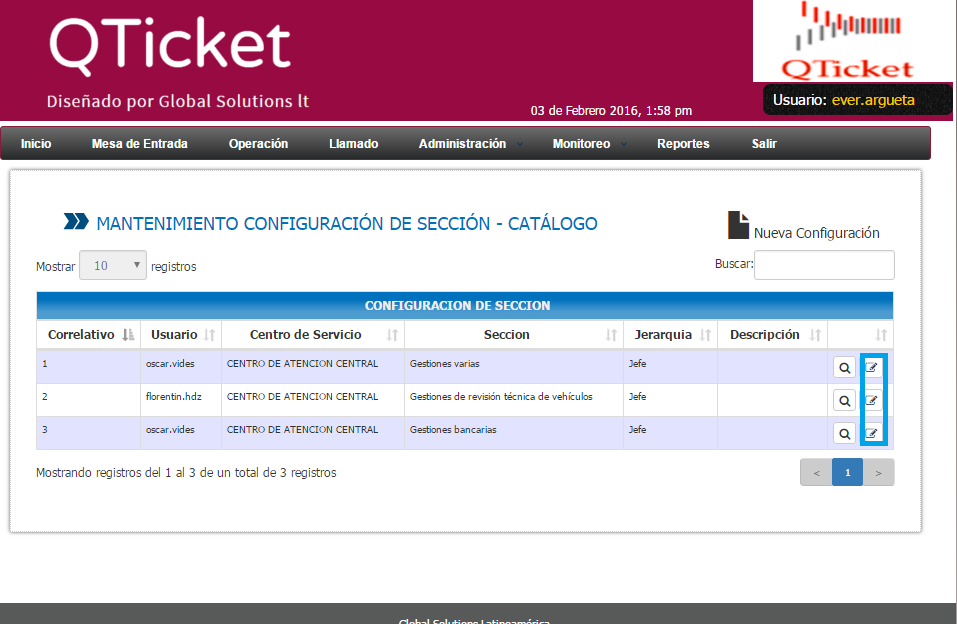 QTicket
Diseñado por Global Solutions lt
QTicket
03 de Febrero 2016, 1:58 pm
Usuario: ever.argueta
Inicio Mesa de Entrada Operación Llamado Administración Monitoreo Reportes Salir
MANTENIMIENTO CONFIGURACIÓN DE SECCIÓN - CATÁLOGO
Nueva Configuración
Mostrar 10 registros
Buscar:
CONFIGURACION DE SECCION
Correlativo Usuario Centro de Servicio Seccion Jerarquia Descripción
1 oscar.vides CENTRO DE ATENCION CENTRAL Gestiones varias Jefe
2 florentin.hdz CENTRO DE ATENCION CENTRAL Gestiones de revisión técnica de vehículos Jefe
3 oscar.vides CENTRO DE ATENCION CENTRAL Gestiones bancarias Jefe
Mostrando registros del 1 al 3 de un total de 3 registros
< 1 >
Global Solutions Latinoamérica